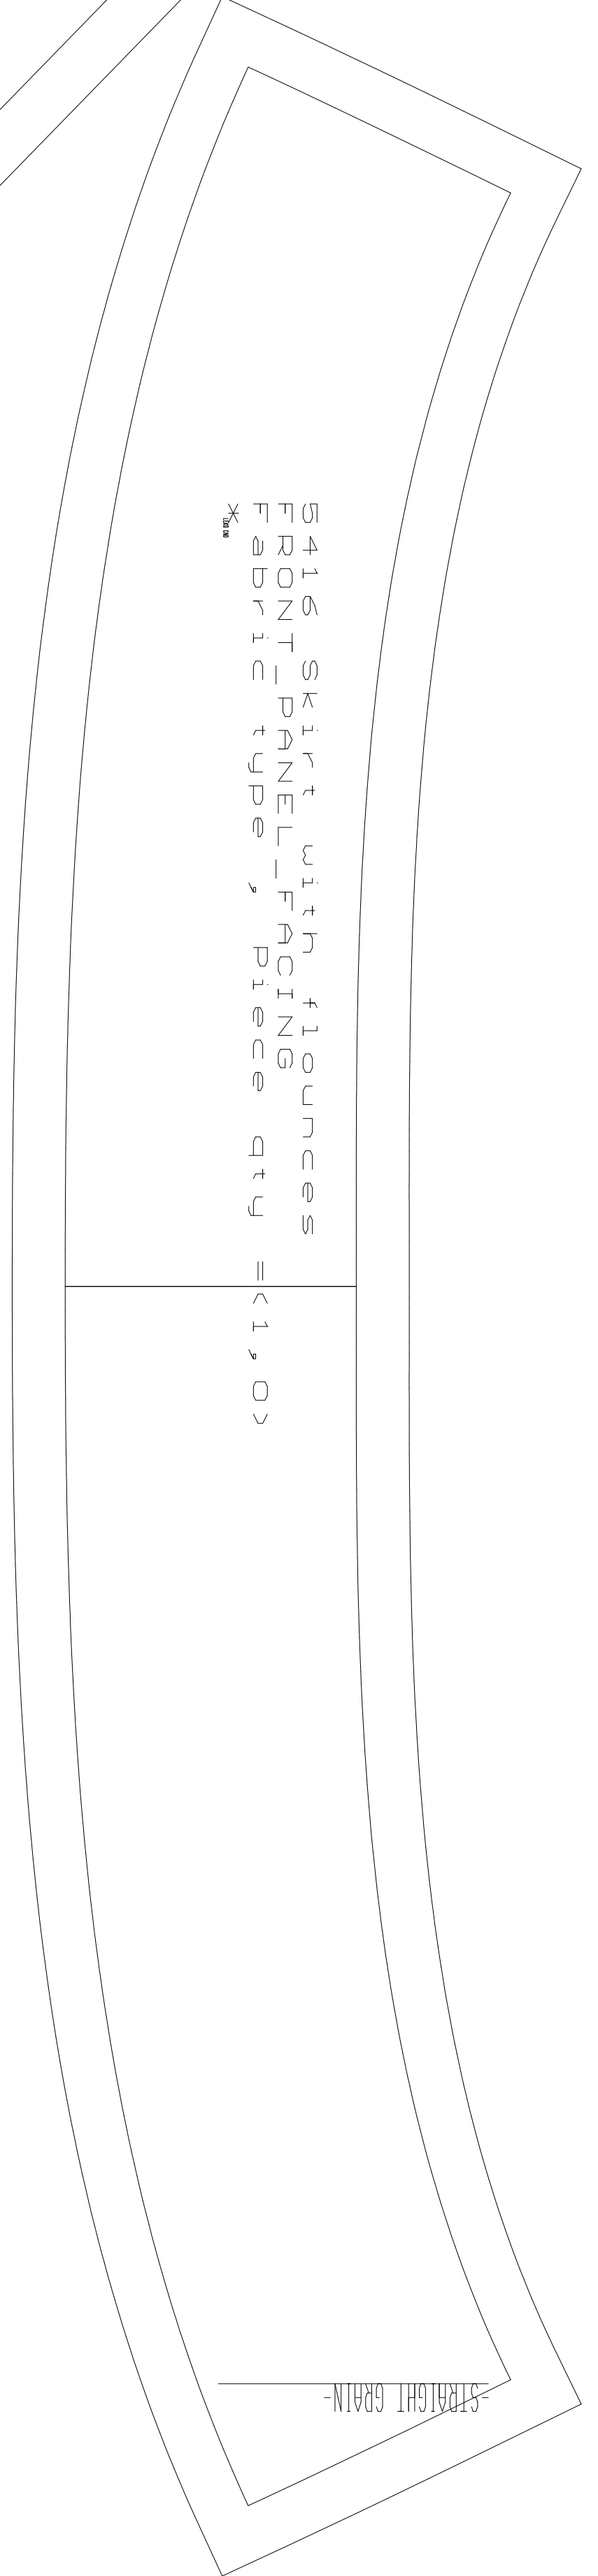 5416 Skirt with flounces
FRONT_PANEL_FACING
Fabric type , Piece qty =<1,0>
*
-STRAIGHT GRAIN-